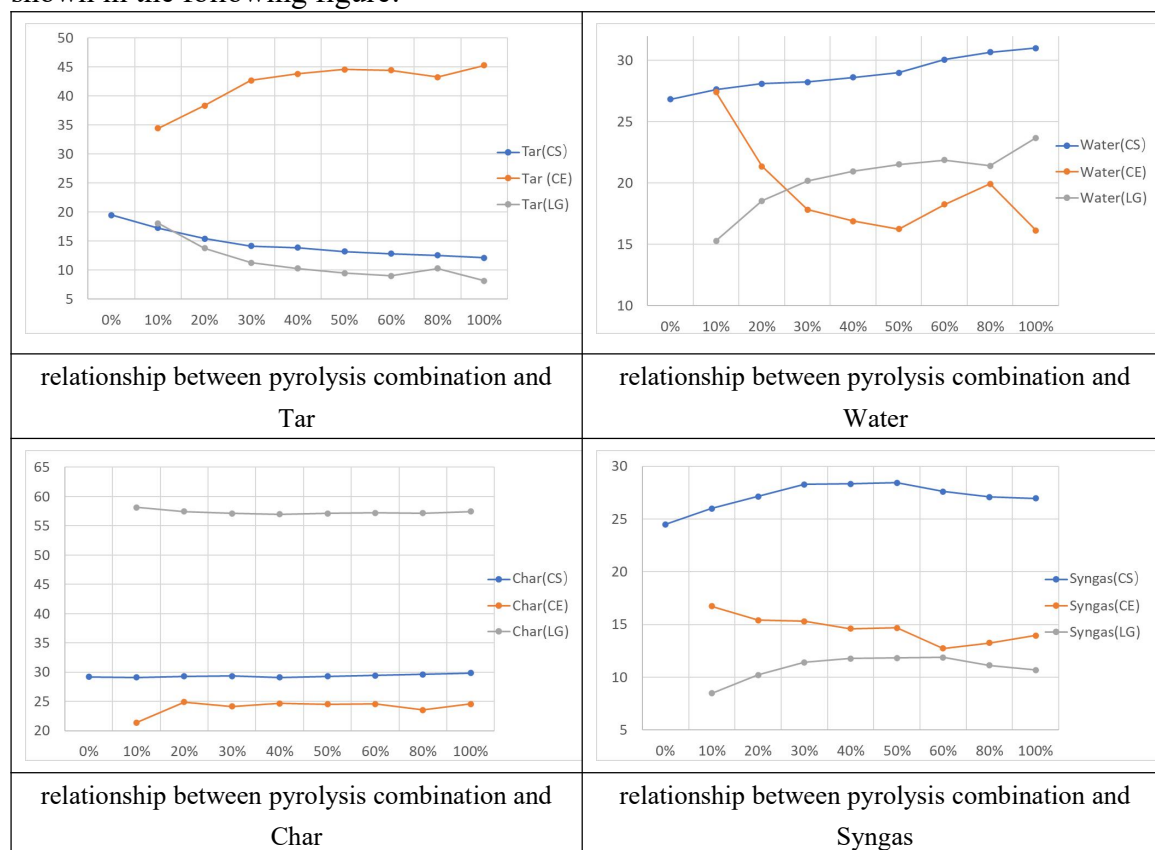 shown in the following figure:
50
45
40
35
30
25
20
15
10
5
0% 10% 20% 30% 40% 50% 60% 80% 100%
Tar(CS)
Tar (CE)
Tar(LG)
30
25
20
15
10
0% 10% 20% 30% 40% 50% 60% 80% 100%
Water(CS)
Water(CE)
Water(LG)
relationship between pyrolysis combination and
Tar
relationship between pyrolysis combination and
Water
65
60
55
50
45
40
35
30
25
20
0% 10% 20% 30% 40% 50% 60% 80% 100%
Char(CS)
Char(CE)
Char(LG)
30
25
20
15
10
5
0% 10% 20% 30% 40% 50% 60% 80% 100%
Syngas(CS)
Syngas(CE)
Syngas(LG)
relationship between pyrolysis combination and
Char
relationship between pyrolysis combination and
Syngas